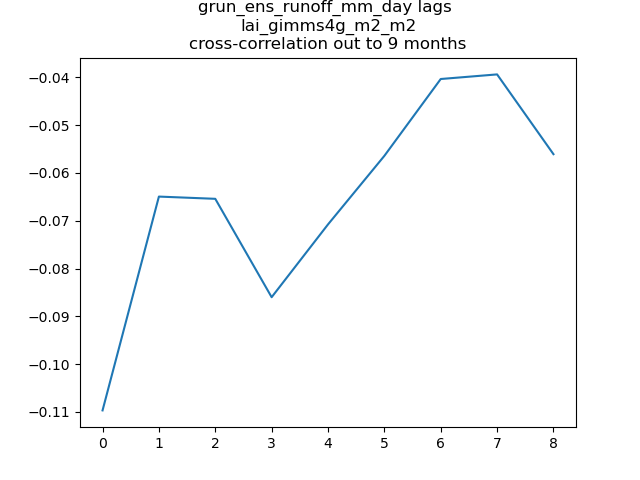 grun_ens_runoff_mm_day lags
lai_gimms4g_m2_m2
cross-correlation out to 9 months
−0.04
−0.05
−0.06
−0.07
−0.08
−0.09
−0.10
−0.11
0 1 2 3 4 5 6 7 8